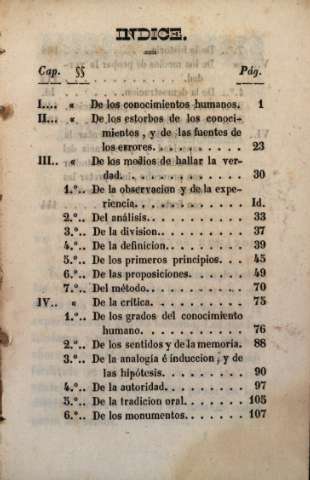 INDICE.
Cap. §§ Pág.
I.... « De los conocimientos humanos. 1
II... « De los estorbos de los conoci-
mientos, y de las fuentes de
los errores. . . . . . . . . 23
III.. « De los medios de hallar la ver-
dad. . . . . . . . . . . . 30
1.°.. De la observacion y de la espe-
riencia. . . . . . . . . . Id.
2.°.. Del análisis. . . . . . . . . 33
3.°.. De la division. . . . . . . . 37
4.°.. De la definicion. . . . . . . . 39
5.°.. De los primeros principios. . . . 45
6.°.. De las proposiciones. . . . . . 49
7.°.. Del método. . . . . . . . . 70
IV.. « De la crítica. . . . . . . . . 75
1.°.. De los grados del conocimiento
humano. . . . . . . . . . 76
2.°.. De los sentidos y de la memoria. 88
3.°.. De la analogía é induccion, y de
las hipótesis. . . . . . . . . 90
4.°.. De la autoridad. . . . . . . . 97
5.°.. De la tradicion oral. . . . . . 105
6.°.. De los monumentos. . . . . . 107